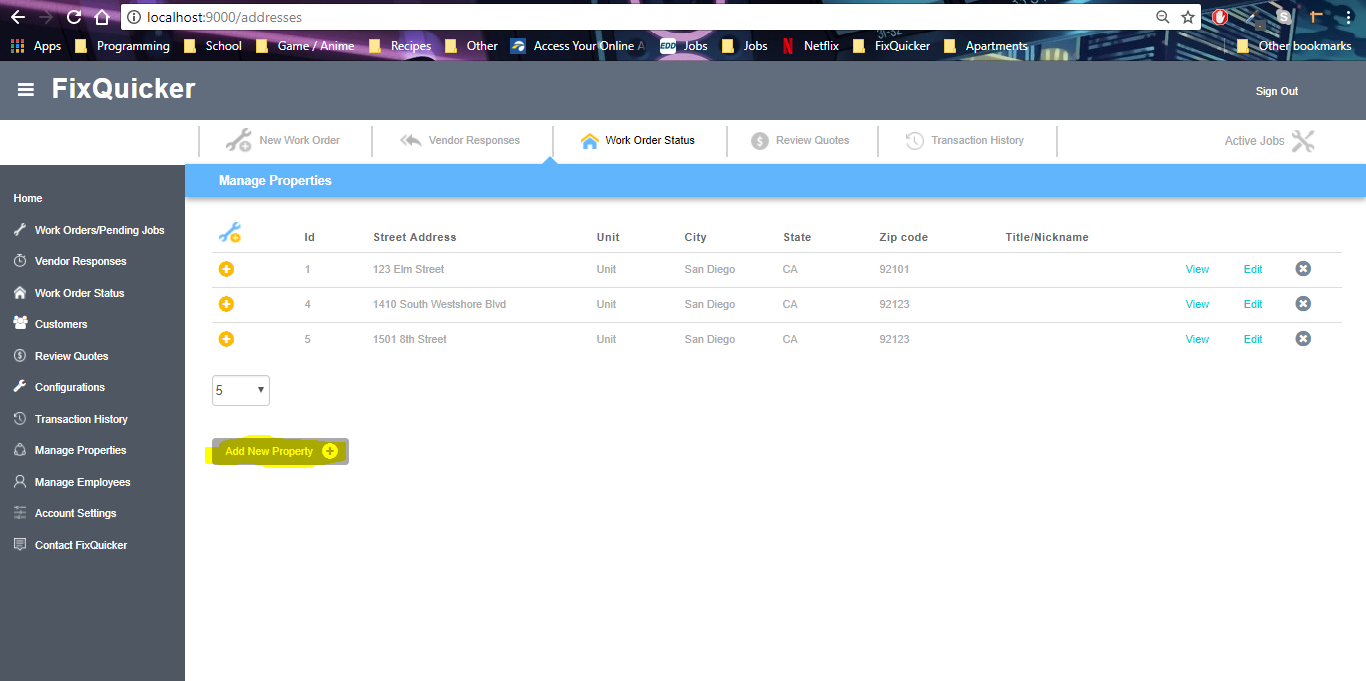 localhost:9000/addresses
Apps Programming School Game / Anime Recipes Other Access Your Online A EDD Jobs Jobs N Netflix FixQuicker Apartments Other bookmarks
FixQuicker Sign Out
New Work Order Vendor Responses Work Order Status $ Review Quotes Transaction History Active Jobs
Manage Properties
Home
Work Orders/Pending Jobs
Vendor Responses
Work Order Status
Customers
$ Review Quotes
Configurations
Transaction History
Manage Properties
Manage Employees
Account Settings
Contact FixQuicker
Id Street Address Unit City State Zip code Title/Nickname
1 123 Elm Street Unit San Diego CA 92101 View Edit
4 1410 South Westshore Blvd Unit San Diego CA 92123 View Edit
5 1501 8th Street Unit San Diego CA 92123 View Edit
5
Add New Property